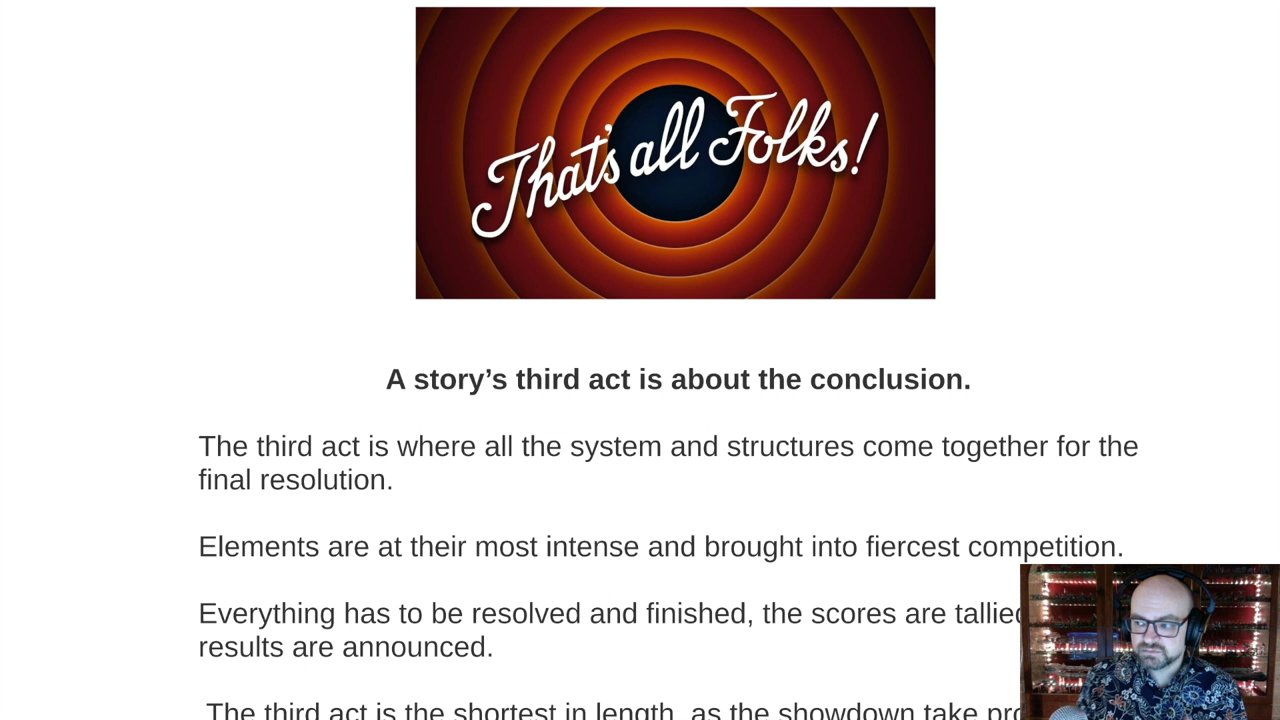 That's all Folks!
A story’s third act is about the conclusion.
The third act is where all the system and structures come together for the
final resolution.
Elements are at their most intense and brought into fiercest competition.
Everything has to be resolved and finished, the scores are tallied
results are announced.
The third act is the shortest in length, as the showdown take